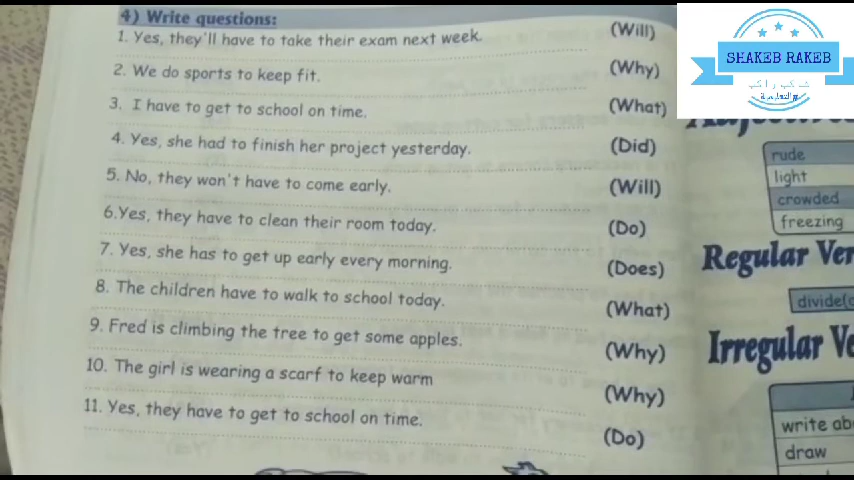 4) Write questions:
1. Yes, they'll have to take their exam next week. (Will)
2. We do sports to keep fit. (Why)
3. I have to get to school on time. (What)
4. Yes, she had to finish her project yesterday. (Did)
5. No, they won't have to come early. (Will)
6.Yes, they have to clean their room today. (Do)
7. Yes, she has to get up early every morning. (Does)
8. The children have to walk to school today. (What)
9. Fred is climbing the tree to get some apples. (Why)
10. The girl is wearing a scarf to keep warm (Why)
11. Yes, they have to get to school on time. (Do)
SHAKEB RAKEB
شكب راكب
#التعليمية
rude
light
crowded
freezing
Regular Ver
divide(
Irregular Ve
write ab
draw